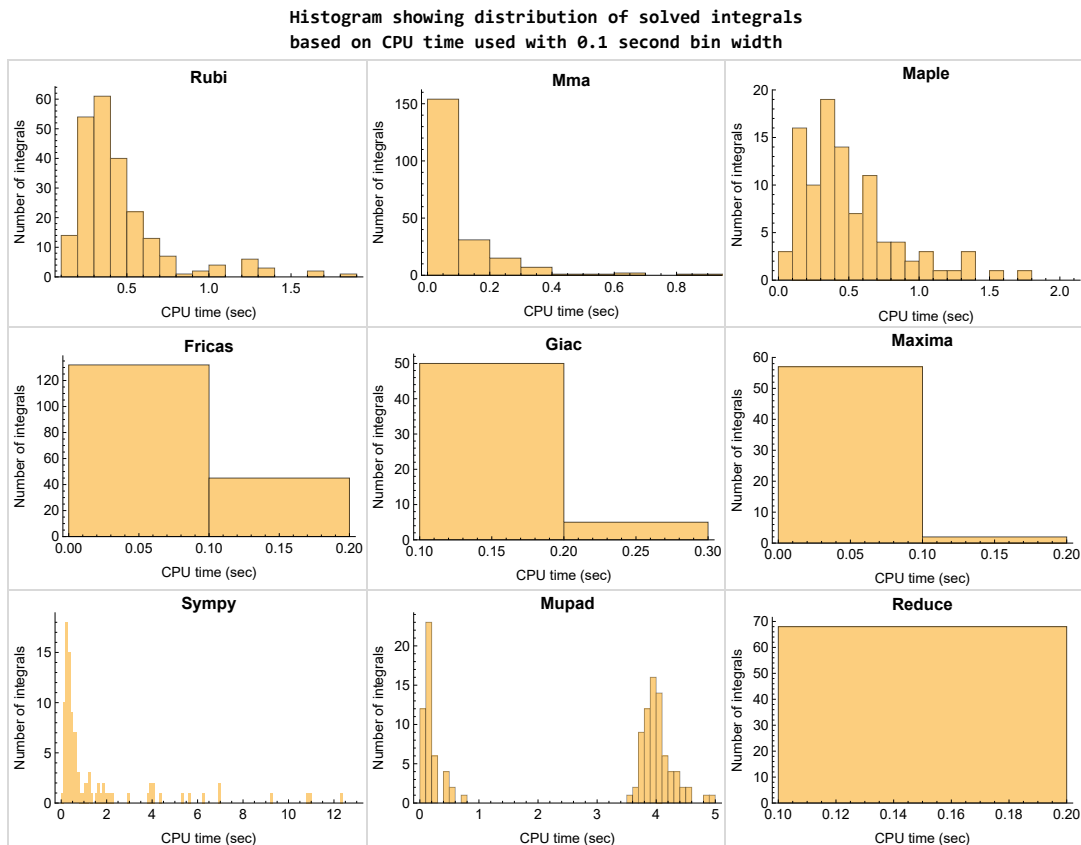 Histogram showing distribution of solved integrals
based on CPU time used with 0.1 second bin width
Rubi
Number of integrals
60
50
40
30
20
10
0
0.5 1.0 1.5
CPU time (sec)
Mma
Number of integrals
150
100
50
0
0.0 0.2 0.4 0.6 0.8
CPU time (sec)
Maple
Number of integrals
20
15
10
5
0
0.0 0.5 1.0 1.5 2.0
CPU time (sec)
Fricas
Number of integrals
120
100
80
60
40
20
0
0.00 0.05 0.10 0.15 0.20
CPU time (sec)
Giac
Number of integrals
50
40
30
20
10
0
0.10 0.15 0.20 0.25 0.30
CPU time (sec)
Maxima
Number of integrals
60
50
40
30
20
10
0
0.00 0.05 0.10 0.15 0.20
CPU time (sec)
Sympy
Number of integrals
15
10
5
0
0 2 4 6 8 10 12
CPU time (sec)
Mupad
Number of integrals
20
15
10
5
0
0 1 2 3 4 5
CPU time (sec)
Reduce
Number of integrals
70
60
50
40
30
20
10
0
0.10 0.12 0.14 0.16 0.18 0.20
CPU time (sec)